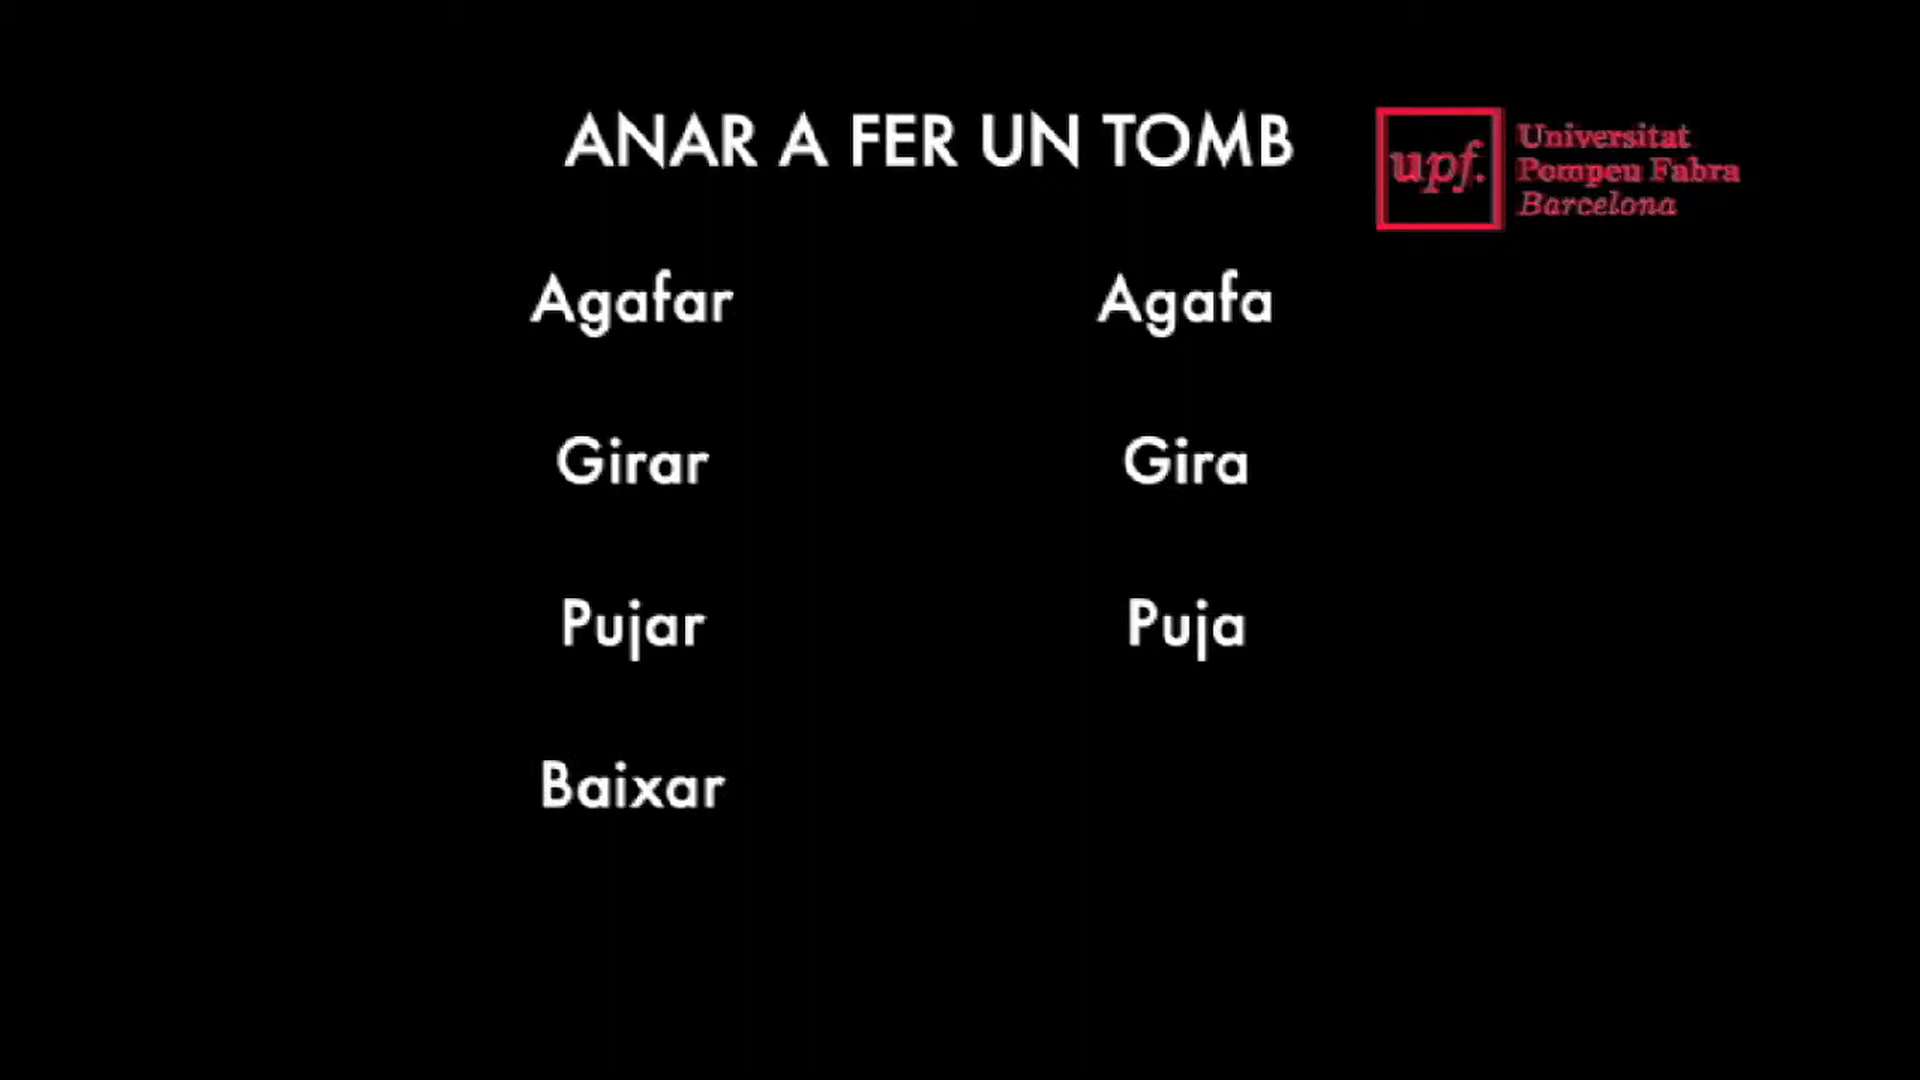 ANAR A FER UN TOMB
upf.
Universitat
Pompeu Fabra
Barcelona
Agafar Agafa
Girar Gira
Pujar Puja
Baixar